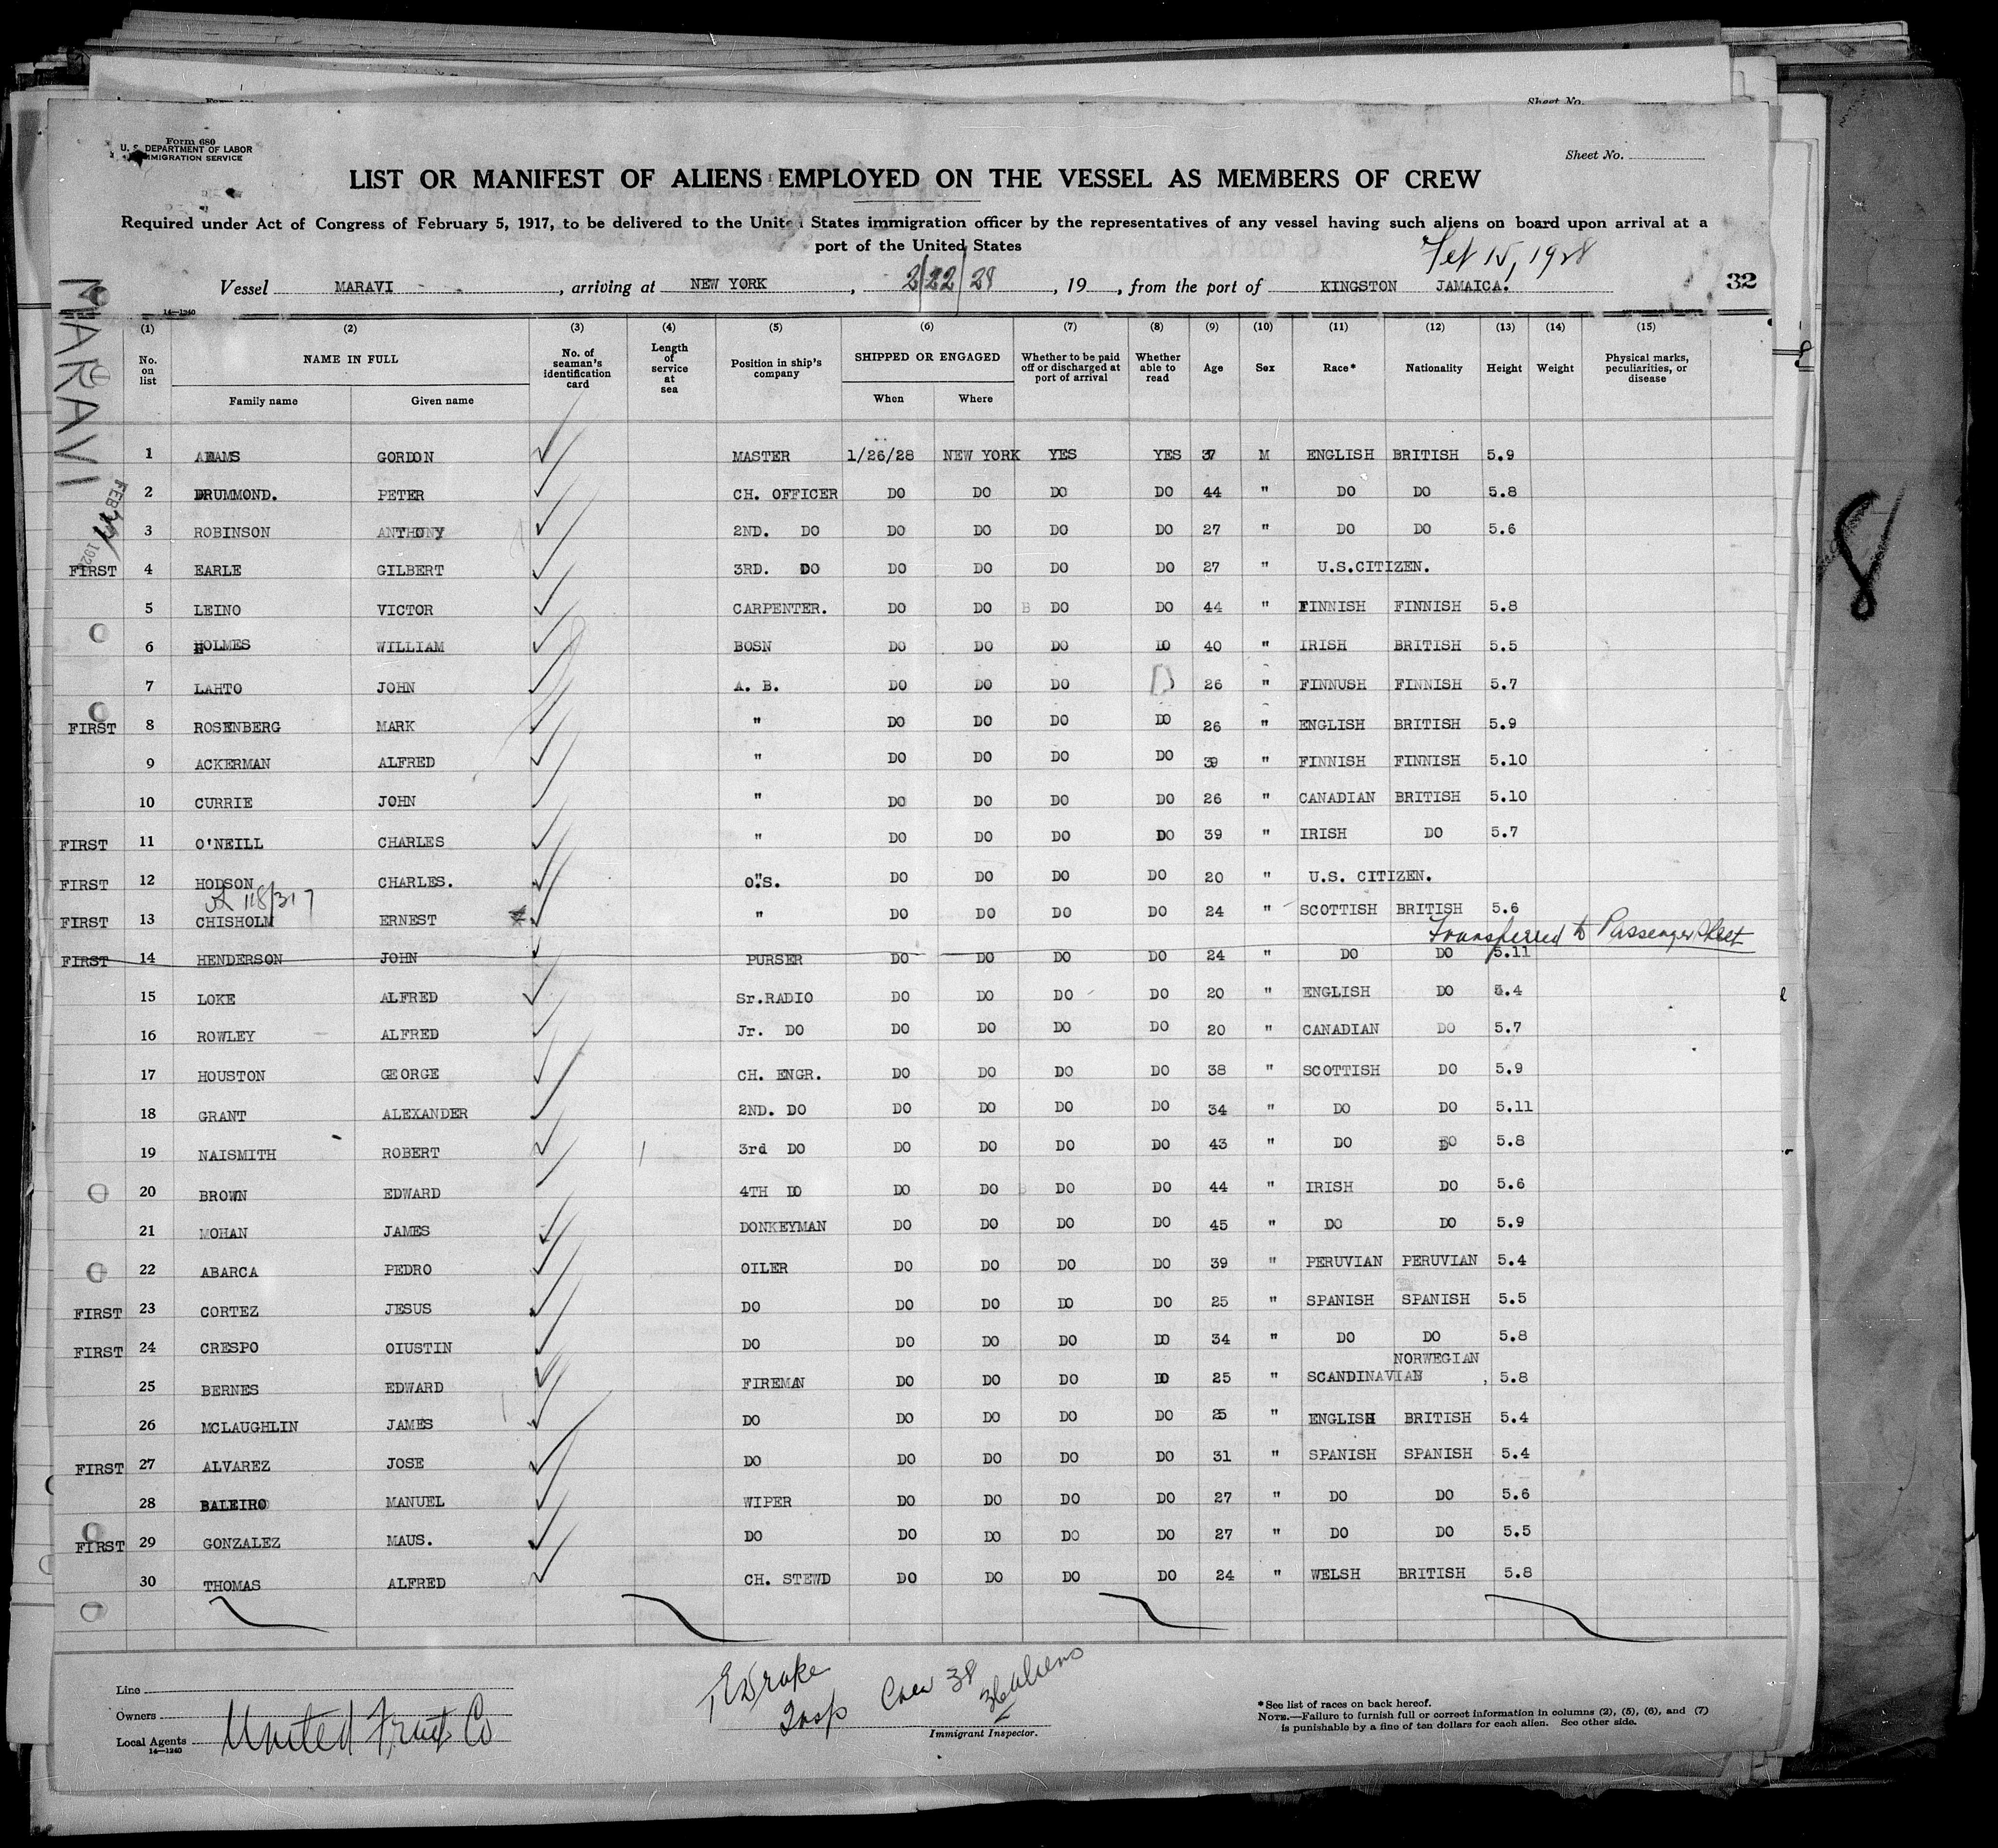 Sheet No.
Form 680
U. S. DEPARTMENT OF LABOR
IMMIGRATION SERVICE
Sheet No.
LIST OR MANIFEST OF ALIENS EMPLOYED ON THE VESSEL AS MEMBERS OF CREW
Required under Act of Congress of February 5, 1917, to be delivered to the United States immigration officer by the representatives of any vessel having such aliens on board upon arrival at a
port of the United States
Feb 15, 1928
Vessel MARAVI , arriving at NEW YORK , 2/22/28 , 19 , from the port of KINGSTON JAMAICA. 32
14—1240
MARAVI
FEB
(1) (2) (3) (4) (5) (6) (7) (8) (9) (10) (11) (12) (13) (14) (15)
No. on list NAME IN FULL No. of seaman's identification card Length of service at sea Position in ship's company SHIPPED OR ENGAGED Whether to be paid off or discharged at port of arrival Whether able to read Age Sex Race* Nationality Height Weight Physical marks, peculiarities, or disease
Family name Given name When Where
1 ADAMS GORDON MASTER 1/26/28 NEW YORK YES YES 37 M ENGLISH BRITISH 5.9
2 DRUMMOND. PETER CH. OFFICER DO DO DO DO 44 " DO DO 5.8
3 ROBINSON ANTHONY 2ND. DO DO DO DO DO 27 " DO DO 5.6
FIRST 4 EARLE GILBERT 3RD. DO DO DO DO DO 27 " U.S.CITIZEN.
5 LEINO VICTOR CARPENTER. DO DO DO DO 44 " FINNISH FINNISH 5.8
6 HOLMES WILLIAM BOSN DO DO DO DO 40 " IRISH BRITISH 5.5
7 LAHTO JOHN A. B. DO DO DO D 26 " FINNUSH FINNISH 5.7
FIRST 8 ROSENBERG MARK " DO DO DO DO 26 " ENGLISH BRITISH 5.9
9 ACKERMAN ALFRED " DO DO DO DO 39 " FINNISH FINNISH 5.10
10 CURRIE JOHN " DO DO DO DO 26 " CANADIAN BRITISH 5.10
FIRST 11 O'NEILL CHARLES " DO DO DO DO 39 " IRISH DO 5.7
FIRST 12 HODSON CHARLES. O.S. DO DO DO DO 20 " U.S. CITIZEN.
118/317
FIRST 13 CHISHOLM ERNEST " DO DO DO DO 24 " SCOTTISH BRITISH 5.6
Transferred to Passenger Sheet
FIRST 14 HENDERSON JOHN PURSER DO DO DO DO 24 " DO DO 5.11
15 LOKE ALFRED Sr.RADIO DO DO DO DO 20 " ENGLISH DO 5.4
16 ROWLEY ALFRED Jr. DO DO DO DO DO 20 " CANADIAN DO 5.7
17 HOUSTON GEORGE CH. ENGR. DO DO DO DO 38 " SCOTTISH DO 5.9
18 GRANT ALEXANDER 2ND. DO DO DO DO DO 34 " DO DO 5.11
19 NAISMITH ROBERT 3rd DO DO DO DO DO 43 " DO DO 5.8
20 BROWN EDWARD 4TH DO DO DO DO DO 44 " IRISH DO 5.6
21 MOHAN JAMES DONKEYMAN DO DO DO DO 45 " DO DO 5.9
22 ABARCA PEDRO OILER DO DO DO DO 39 " PERUVIAN PERUVIAN 5.4
FIRST 23 CORTEZ JESUS DO DO DO DO DO 25 " SPANISH SPANISH 5.5
FIRST 24 CRESPO OIUSTIN DO DO DO DO DO 34 " DO DO 5.8
NORWEGIAN
25 BERNES EDWARD FIREMAN DO DO DO DO 25 " SCANDINAVIAN 5.8
26 MCLAUGHLIN JAMES DO DO DO DO DO 25 " ENGLISH BRITISH 5.4
FIRST 27 ALVAREZ JOSE DO DO DO DO DO 31 " SPANISH SPANISH 5.4
28 BALEIRO MANUEL WIPER DO DO DO DO 27 " DO DO 5.6
FIRST 29 GONZALEZ MAUS. DO DO DO DO DO 27 " DO DO 5.5
30 THOMAS ALFRED CH. STEWD DO DO DO DO 24 " WELSH BRITISH 5.8
Line
Owners
Local Agents United Fruit Co
14—1240
Drake
Insp
Crew 38
36 aliens
Immigrant Inspector.
*See list of races on back hereof.
NOTE.—Failure to furnish full or correct information in columns (2), (5), (6), and (7)
is punishable by a fine of ten dollars for each alien. See other side.
8